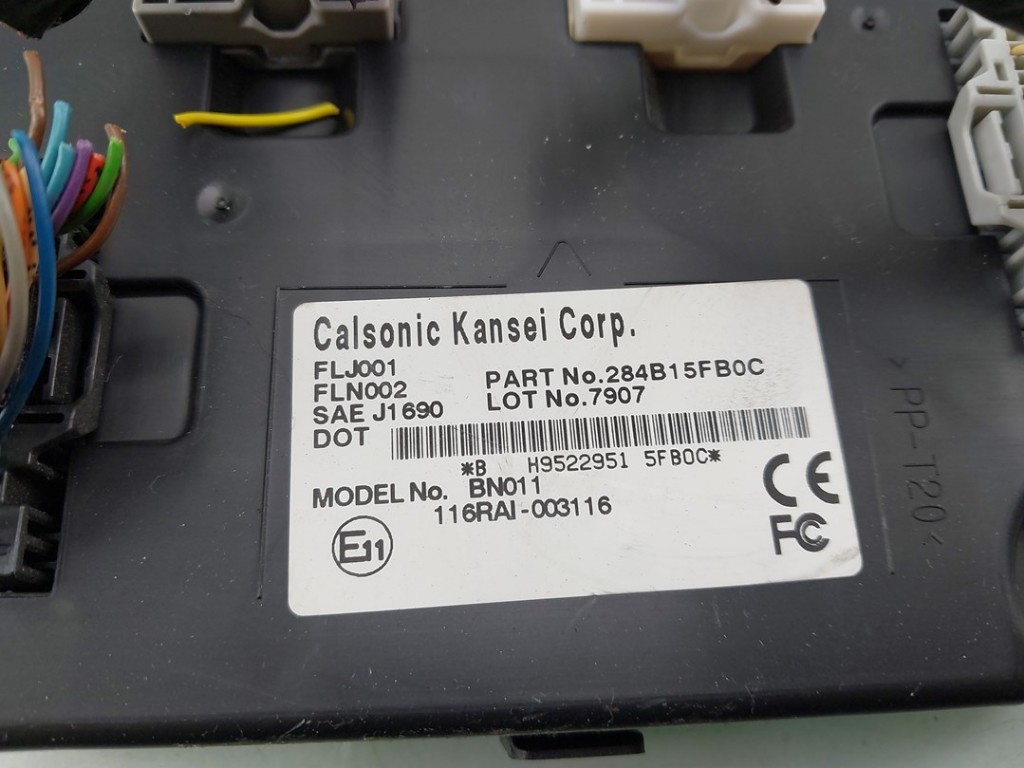 Calsonic Kansei Corp.
FLJ001
FLN002 PART No.284B15FB0C
SAE J1690 LOT No.7907
DOT
*B H9522951 5FB0C*
MODEL No. BN011
116RAI-003116
E11
CE
FC
>PP-T20<